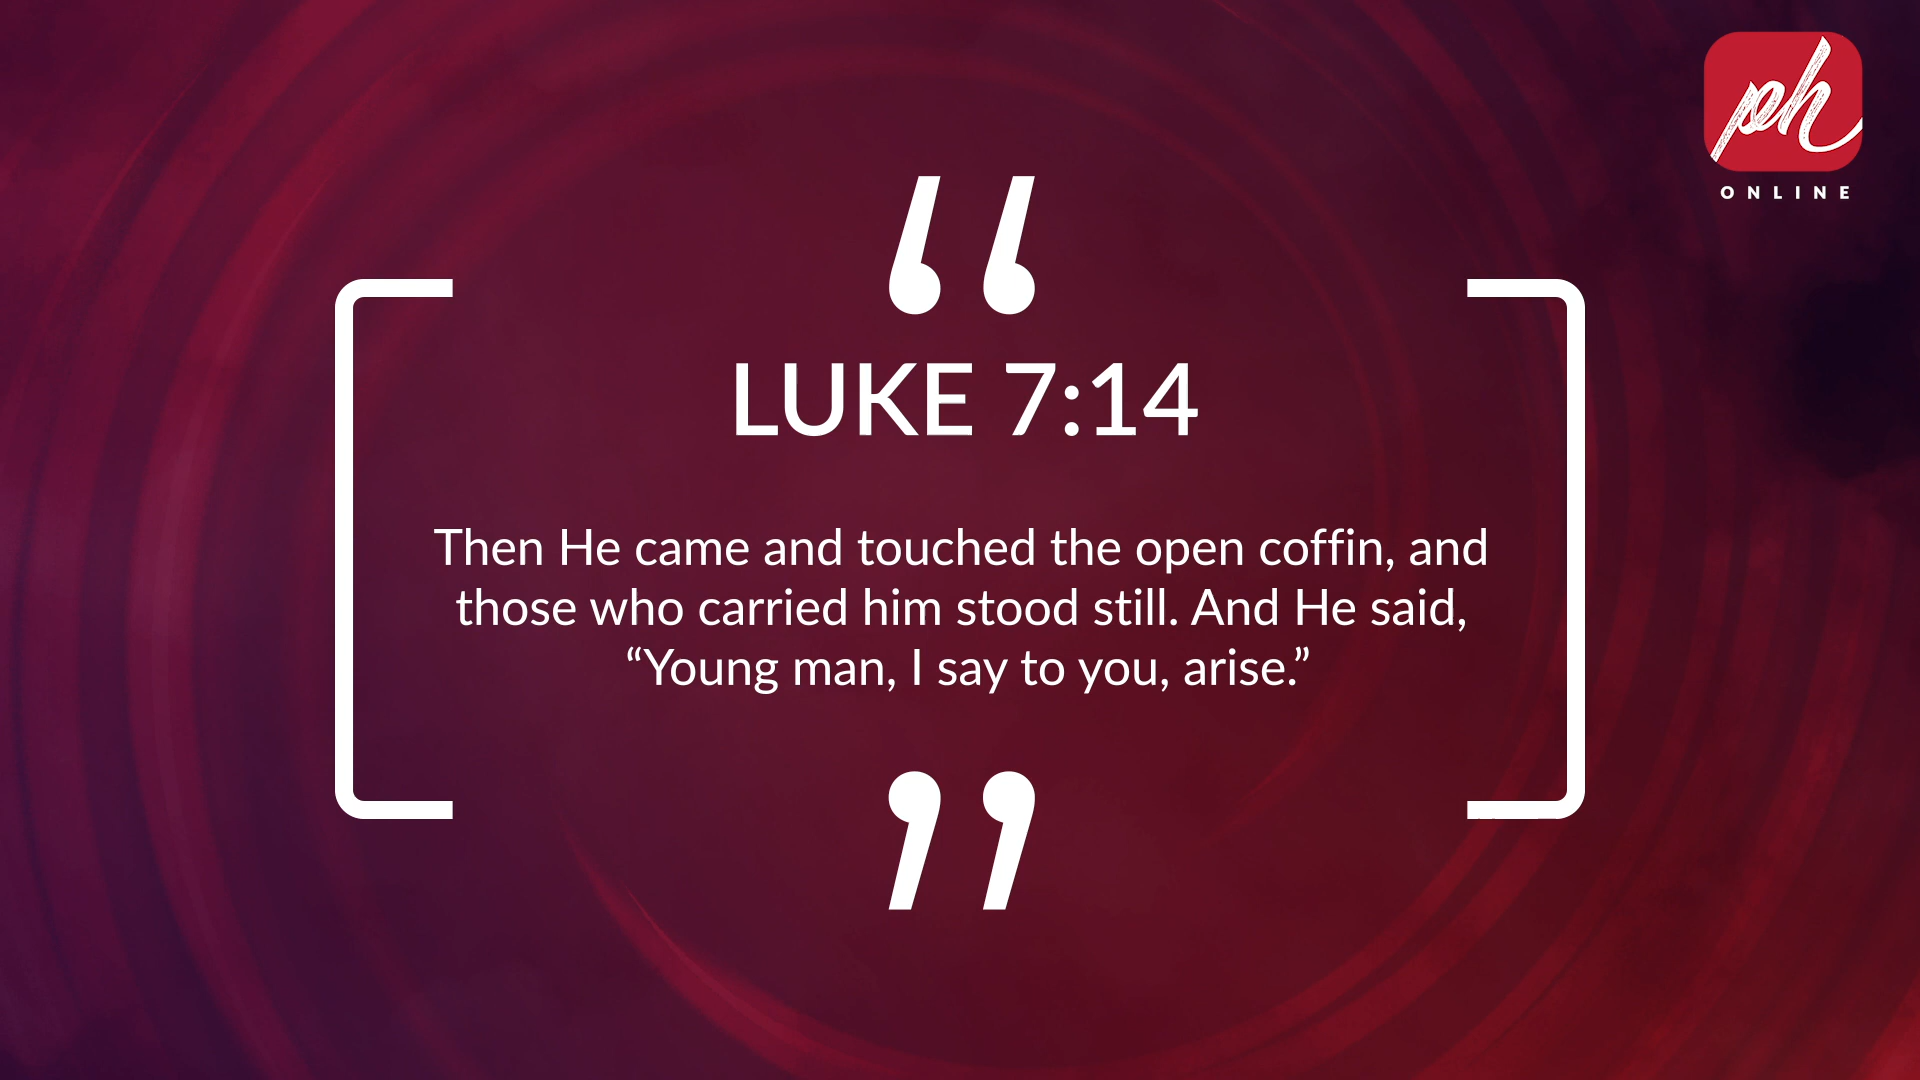 ph
ONLINE
“
LUKE 7:14
Then He came and touched the open coffin, and
those who carried him stood still. And He said,
“Young man, I say to you, arise.”
”